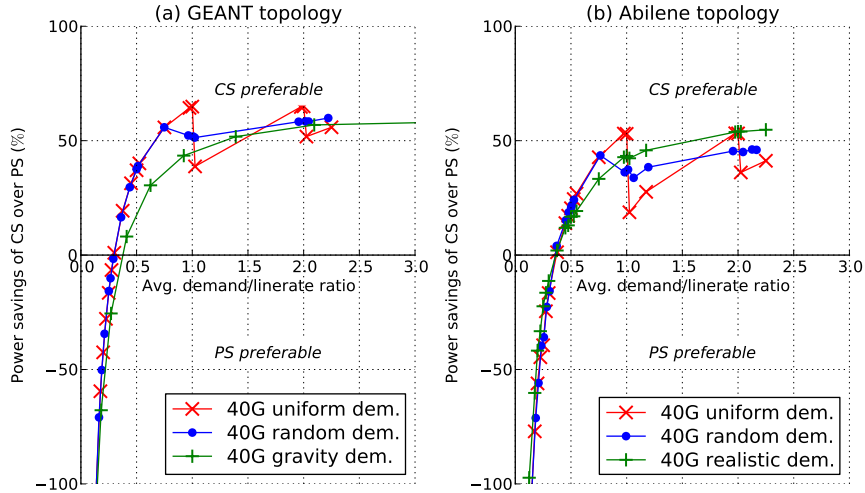 (a) GEANT topology
(b) Abilene topology
Power savings of CS over PS (%)
100
50
0
−50
−100
0.0 0.5 1.0 1.5 2.0 2.5 3.0
Avg. demand/linerate ratio
CS preferable
PS preferable
40G uniform dem.
40G random dem.
40G gravity dem.
Power savings of CS over PS (%)
100
50
0
−50
−100
0.0 0.5 1.0 1.5 2.0 2.5 3.0
Avg. demand/linerate ratio
CS preferable
PS preferable
40G uniform dem.
40G random dem.
40G realistic dem.